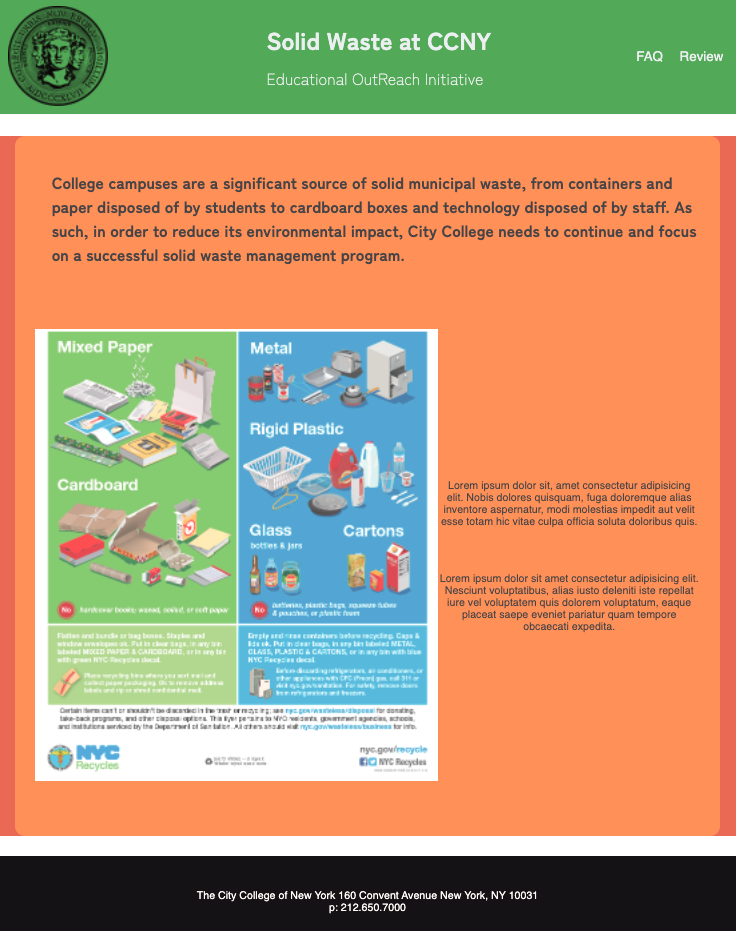 Solid Waste at CCNY
Educational OutReach Initiative
FAQ Review
College campuses are a significant source of solid municipal waste, from containers and
paper disposed of by students to cardboard boxes and technology disposed of by staff. As
such, in order to reduce its environmental impact, City College needs to continue and focus
on a successful solid waste management program.
Mixed Paper
Cardboard
No hardcover books; waxed, soiled, or soft paper
Flatten and bundle or bag boxes. Staples and
window envelopes ok. Put in clear bags, in any bin
labeled MIXED PAPER & CARDBOARD, or in any bin
with green NYC Recycles decal.
Place recycling bins where you sort mail and
collect paper packaging. Ok to remove address
labels and rip or shred confidential mail.
Metal
Rigid Plastic
Glass
bottles & jars
Cartons
No batteries, plastic bags, squeeze tubes
& pouches, or plastic foam
Empty and rinse containers before recycling. Caps &
lids ok. Put in clear bags, in any bin labeled METAL,
GLASS, PLASTIC & CARTONS, or in any bin with blue
NYC Recycles decal.
Before discarding refrigerators, air conditioners, or
other appliances with CFC (Freon) gas, call 311 or
visit nyc.gov/sanitation. For safety, remove doors
from refrigerators and freezers.
Certain items can't or shouldn't be discarded in the trash or recycling; see nyc.gov/wasteless/disposal for donating,
take-back programs, and other disposal options. This flyer pertains to NYC residents, government agencies, schools,
and institutions serviced by the Department of Sanitation. All others should visit nyc.gov/wasteless/business for info.
NYC
Recycles
nyc.gov/recycle
NYC Recycles
Lorem ipsum dolor sit, amet consectetur adipisicing
elit. Nobis dolores quisquam, fuga doloremque alias
inventore aspernatur, modi molestias impedit aut velit
esse totam hic vitae culpa officia soluta doloribus quis.
Lorem ipsum dolor sit amet consectetur adipisicing elit.
Nesciunt voluptatibus, alias iusto deleniti iste repellat
iure vel voluptatem quis dolorem voluptatum, eaque
placeat saepe eveniet pariatur quam tempore
obcaecati expedita.
The City College of New York 160 Convent Avenue New York, NY 10031
p: 212.650.7000